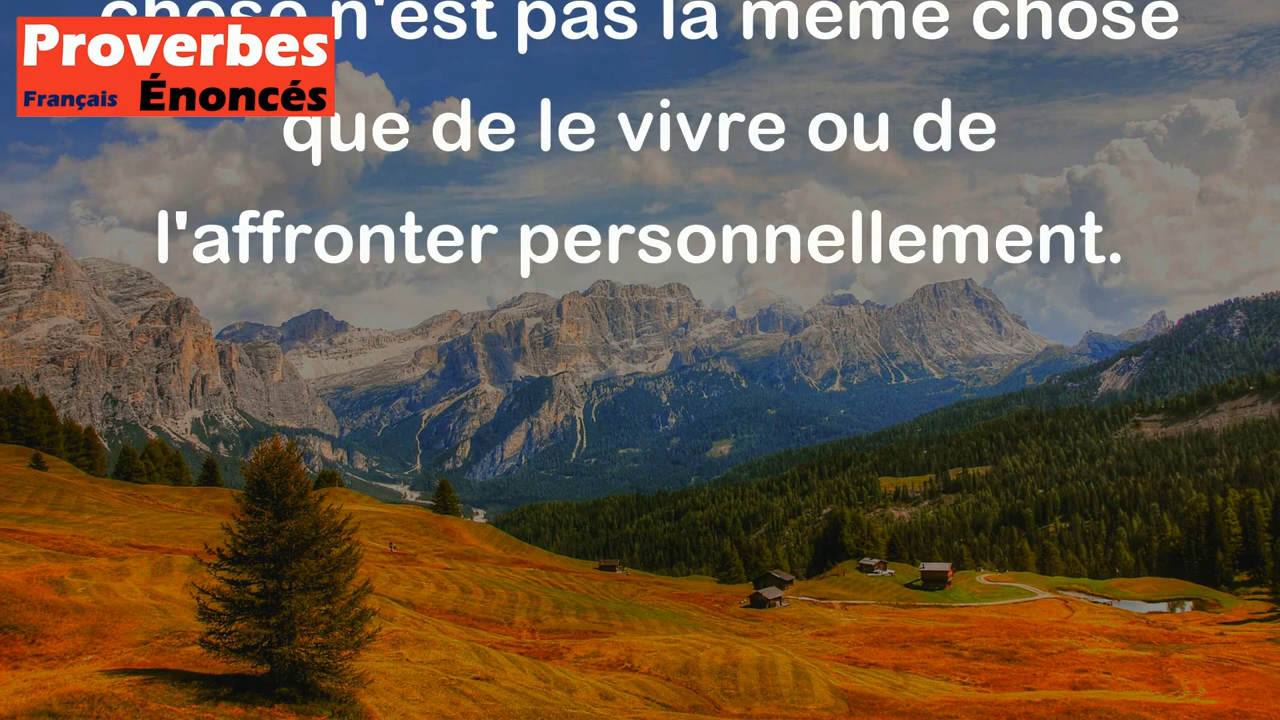 Proverbes
Français Énoncés
chose n'est pas la même chose
que de le vivre ou de
l'affronter personnellement.